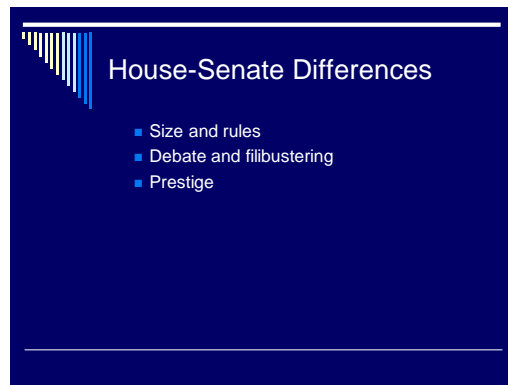 House-Senate Differences
Size and rules
Debate and filibustering
Prestige